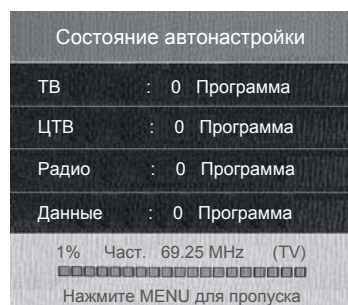 Состояние автонастройки
ТВ : 0 Программа
ЦТВ : 0 Программа
Радио : 0 Программа
Данные : 0 Программа
1% Част. 69.25 MHz (TV)
Нажмите MENU для пропуска